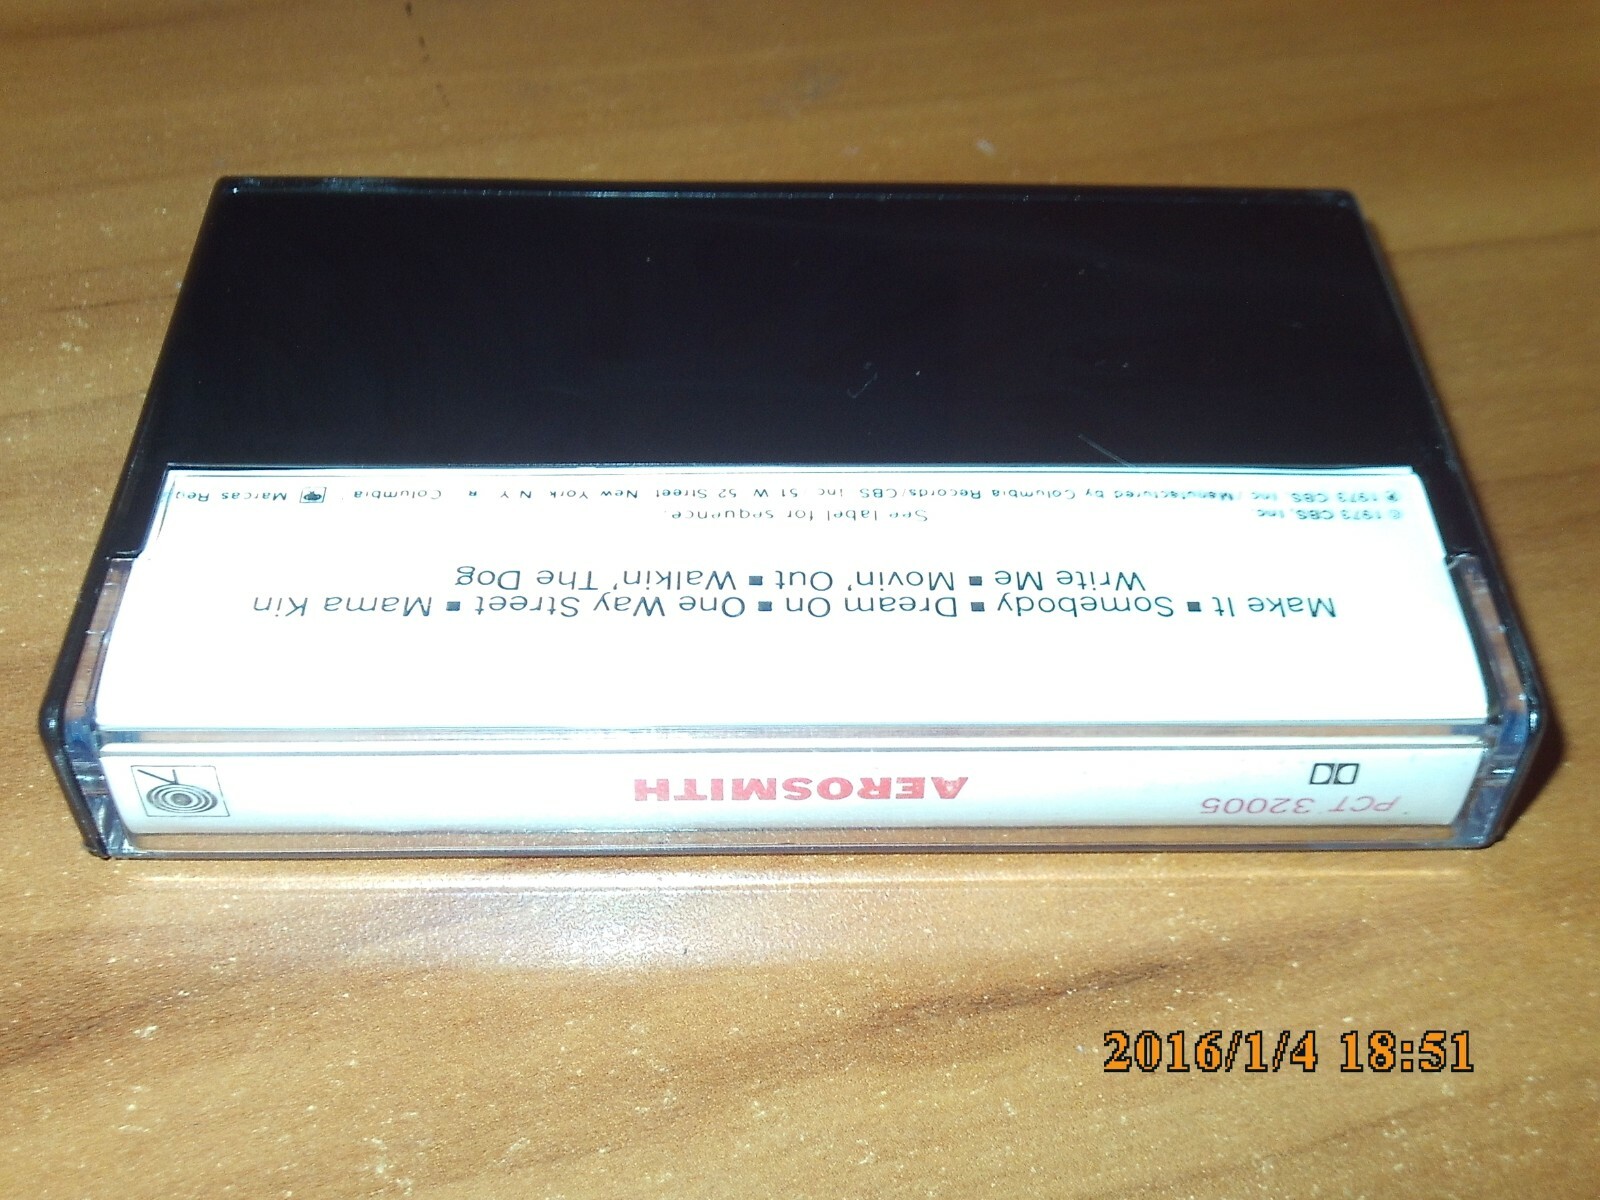 PCT 32005
AEROSMITH
Make It ▪ Somebody ▪ Dream On ▪ One Way Street ▪ Mama Kin
Write Me ▪ Movin' Out ▪ Walkin' The Dog
See label for sequence.
© 1973 CBS, Inc.
℗ 1973 CBS, Inc./Manufactured by Columbia Records/CBS Inc. 51 W. 52 Street, New York, N.Y. Columbia, Marcas Reg
2016/1/4 18:51